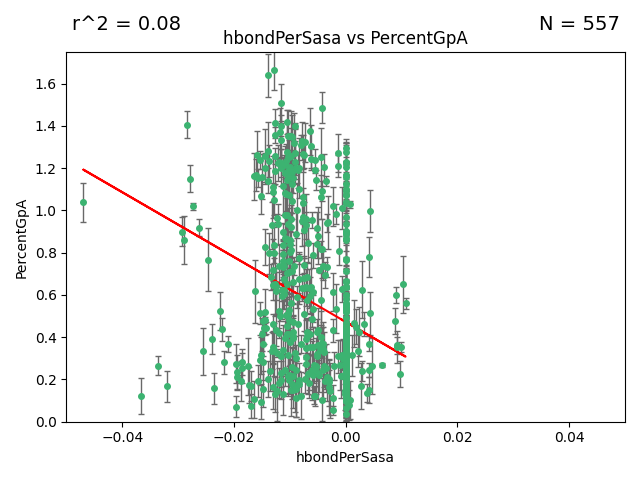 r^2 = 0.08
N = 557
hbondPerSasa vs PercentGpA
1.6
1.4
1.2
1.0
0.8
0.6
0.4
0.2
0.0
PercentGpA
−0.04
−0.02
0.00
0.02
0.04
hbondPerSasa